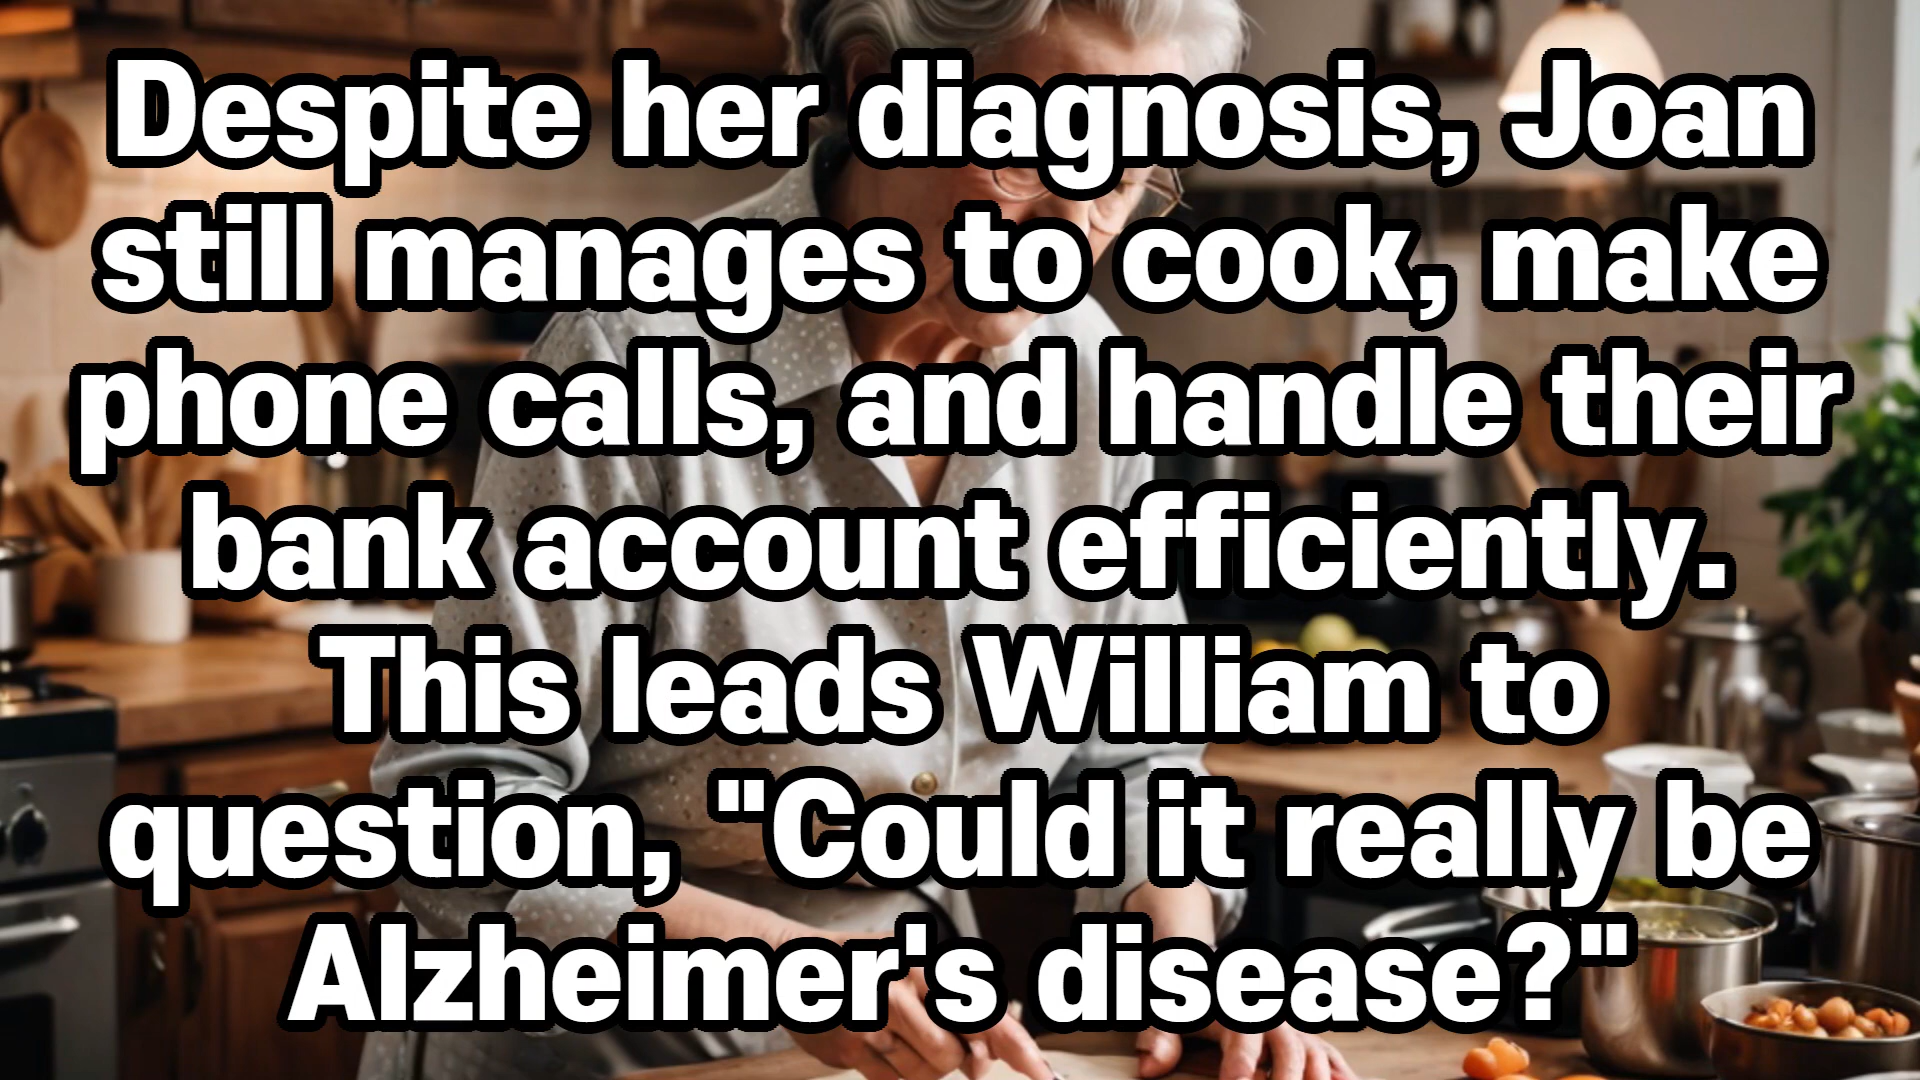 Despite her diagnosis, Joan
still manages to cook, make
phone calls, and handle their
bank account efficiently.
This leads William to
question, "Could it really be
Alzheimer's disease?"